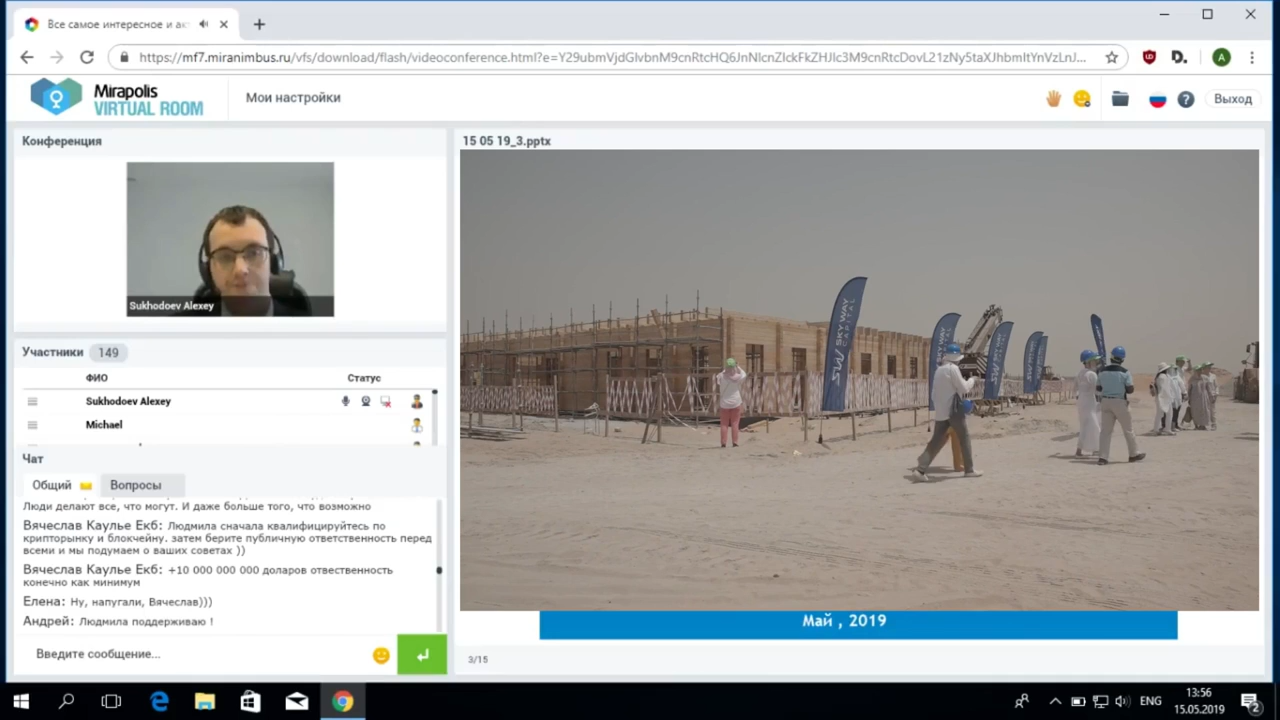 Все самое интересное и ак
https://mf7.miranimbus.ru/vfs/download/flash/videoconference.html?e=Y29ubmVjdGlvbnM9cnRtcHQ6JnNlcnZlckFkZHJlc3M9cnRtcDovL21zNy5taXJhbmltYnVzLnJ...
Mirapolis
VIRTUAL ROOM
Мои настройки
Выход
Конференция
15 05 19_3.pptx
Sukhodoev Alexey
SKY WAY
CAPITAL
Участники 149
ФИО Статус
Sukhodoev Alexey
Michael
Чат
Общий Вопросы
Люди делают все, что могут. И даже больше того, что возможно
Вячеслав Каулье Екб: Людмила сначала квалифицируйтесь по
крипторынку и блокчейну. затем берите публичную ответственность перед
всеми и мы подумаем о ваших советах ))
Вячеслав Каулье Екб: +10 000 000 000 доларов отвественность
конечно как минимум
Елена: Ну, напугали, Вячеслав)))
Андрей: Людмила поддерживаю !
Введите сообщение...
Май , 2019
3/15
ENG
13:56
15.05.2019
2